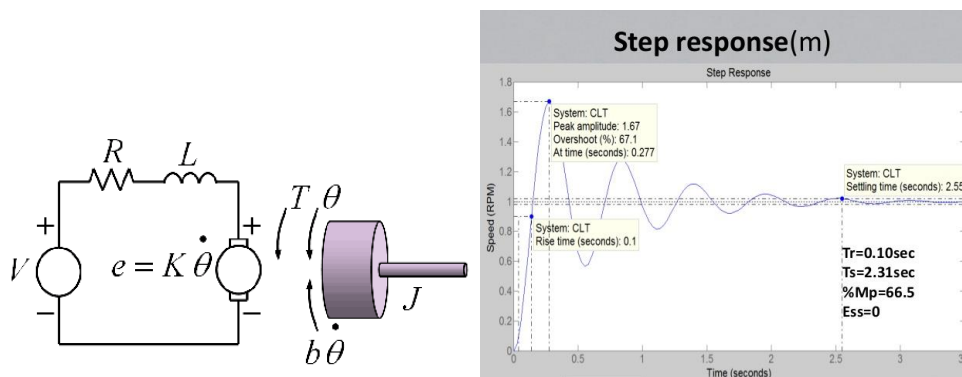 R
L
+
+
V
e = K θ̇
−
−
T
θ
J
bθ̇
Step response(m)
Step Response
System: CLT
Peak amplitude: 1.67
Overshoot (%): 67.1
At time (seconds): 0.277
System: CLT
Settling time (seconds): 2.55
System: CLT
Rise time (seconds): 0.1
Tr=0.10sec
Ts=2.31sec
%Mp=66.5
Ess=0
Speed (RPM)
1.8
1.6
1.4
1.2
1
0.8
0.6
0.4
0.2
0
0 0.5 1 1.5 2 2.5 3 3.5
Time (seconds)